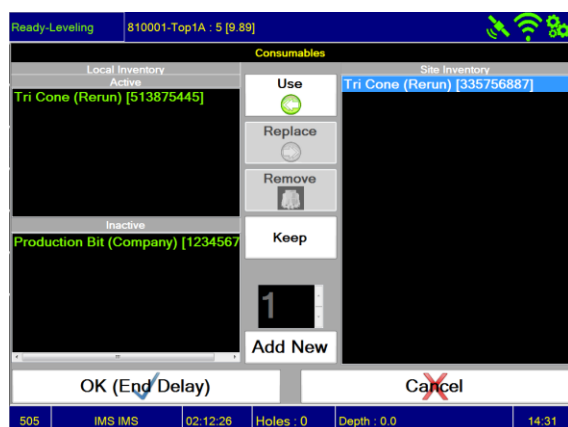 Ready-Leveling
810001-Top1A : 5 [9.89]
Consumables
Local Inventory
Active
Tri Cone (Rerun) [513875445]
Inactive
Production Bit (Company) [1234567
Use
Replace
Remove
Keep
1
Add New
Site Inventory
Tri Cone (Rerun) [335756887]
OK (End Delay)
Cancel
505
IMS IMS
02:12:26
Holes : 0
Depth : 0.0
14:31